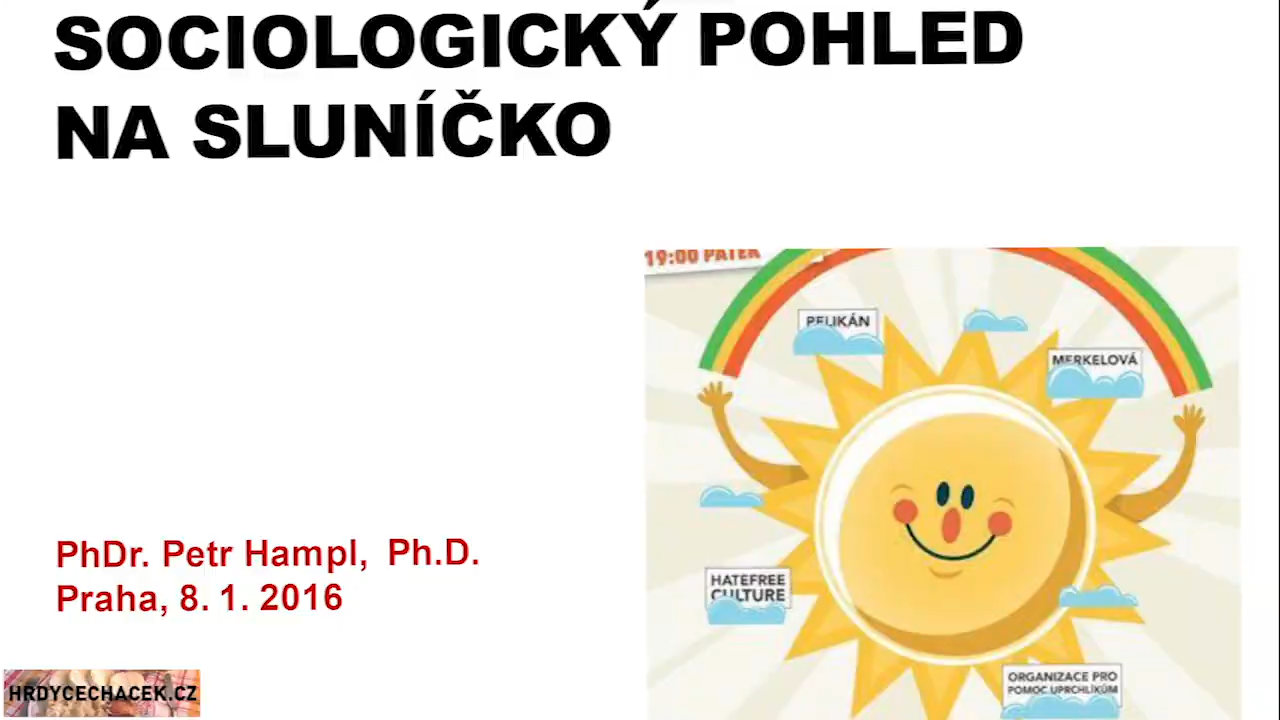 SOCIOLOGICKÝ POHLED
NA SLUNÍČKO
19:00 PÁTEK
PELIKÁN
MERKELOVÁ
HATEFREE
CULTURE
ORGANIZACE PRO
POMOC UPRCHLÍKŮM
PhDr. Petr Hampl, Ph.D.
Praha, 8. 1. 2016
HRDYCECHACEK.CZ